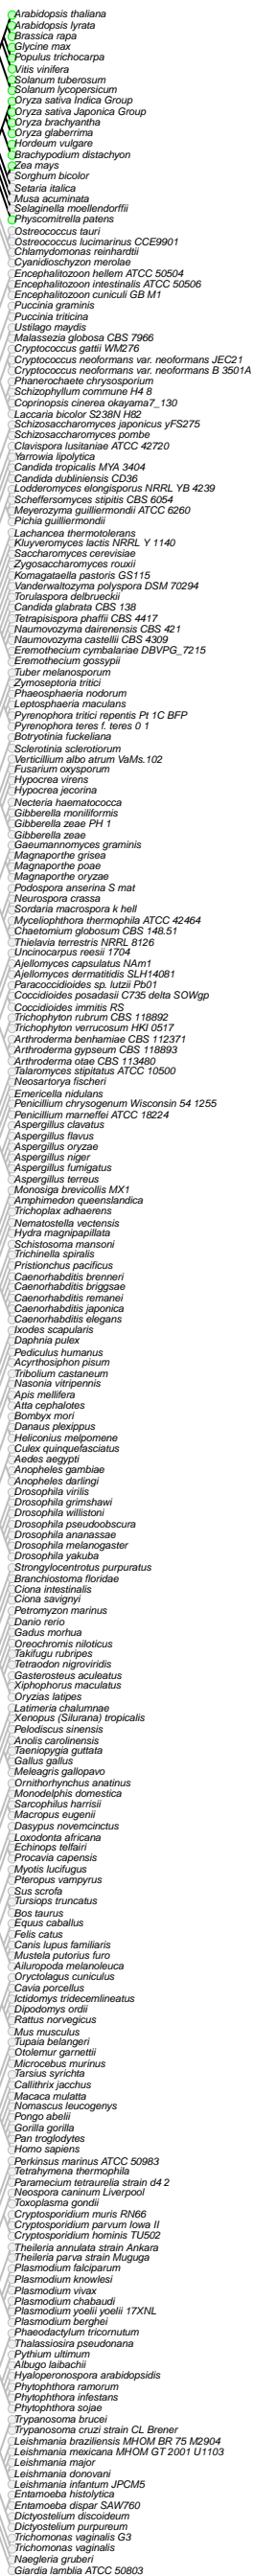 Arabidopsis thaliana
Arabidopsis lyrata
Brassica rapa
Glycine max
Populus trichocarpa
Vitis vinifera
Solanum tuberosum
Solanum lycopersicum
Oryza sativa Indica Group
Oryza sativa Japonica Group
Oryza brachyantha
Oryza glaberrima
Hordeum vulgare
Brachypodium distachyon
Zea mays
Sorghum bicolor
Setaria italica
Musa acuminata
Selaginella moellendorffii
Physcomitrella patens
Ostreococcus tauri
Ostreococcus lucimarinus CCE9901
Chlamydomonas reinhardtii
Cyanidioschyzon merolae
Encephalitozoon hellem ATCC 50504
Encephalitozoon intestinalis ATCC 50506
Encephalitozoon cuniculi GB M1
Puccinia graminis
Puccinia triticina
Ustilago maydis
Malassezia globosa CBS 7966
Cryptococcus gattii WM276
Cryptococcus neoformans var. neoformans JEC21
Cryptococcus neoformans var. neoformans B 3501A
Phanerochaete chrysosporium
Schizophyllum commune H4 8
Coprinopsis cinerea okayama7_130
Laccaria bicolor S238N H82
Schizosaccharomyces japonicus yFS275
Schizosaccharomyces pombe
Clavispora lusitaniae ATCC 42720
Yarrowia lipolytica
Candida tropicalis MYA 3404
Candida dubliniensis CD36
Lodderomyces elongisporus NRRL YB 4239
Scheffersomyces stipitis CBS 6054
Meyerozyma guilliermondii ATCC 6260
Pichia guilliermondii
Lachancea thermotolerans
Kluyveromyces lactis NRRL Y 1140
Saccharomyces cerevisiae
Zygosaccharomyces rouxii
Komagataella pastoris GS115
Vanderwaltozyma polyspora DSM 70294
Torulaspora delbrueckii
Candida glabrata CBS 138
Tetrapisispora phaffii CBS 4417
Naumovozyma dairenensis CBS 421
Naumovozyma castellii CBS 4309
Eremothecium cymbalariae DBVPG_7215
Eremothecium gossypii
Tuber melanosporum
Zymoseptoria tritici
Phaeosphaeria nodorum
Leptosphaeria maculans
Pyrenophora tritici repentis Pt 1C BFP
Pyrenophora teres f. teres 0 1
Botryotinia fuckeliana
Sclerotinia sclerotiorum
Verticillium albo atrum VaMs.102
Fusarium oxysporum
Hypocrea virens
Hypocrea jecorina
Necteria haematococca
Gibberella moniliformis
Gibberella zeae PH 1
Gibberella zeae
Gaeumannomyces graminis
Magnaporthe grisea
Magnaporthe poae
Magnaporthe oryzae
Podospora anserina S mat
Neurospora crassa
Sordaria macrospora k hell
Myceliophthora thermophila ATCC 42464
Chaetomium globosum CBS 148.51
Thielavia terrestris NRRL 8126
Uncinocarpus reesii 1704
Ajellomyces capsulatus NAm1
Ajellomyces dermatitidis SLH14081
Paracoccidioides sp. lutzii Pb01
Coccidioides posadasii C735 delta SOWgp
Coccidioides immitis RS
Trichophyton rubrum CBS 118892
Trichophyton verrucosum HKI 0517
Arthroderma benhamiae CBS 112371
Arthroderma gypseum CBS 118893
Arthroderma otae CBS 113480
Talaromyces stipitatus ATCC 10500
Neosartorya fischeri
Emericella nidulans
Penicillium chrysogenum Wisconsin 54 1255
Penicillium marneffei ATCC 18224
Aspergillus clavatus
Aspergillus flavus
Aspergillus oryzae
Aspergillus niger
Aspergillus fumigatus
Aspergillus terreus
Monosiga brevicollis MX1
Amphimedon queenslandica
Trichoplax adhaerens
Nematostella vectensis
Hydra magnipapillata
Schistosoma mansoni
Trichinella spiralis
Pristionchus pacificus
Caenorhabditis brenneri
Caenorhabditis briggsae
Caenorhabditis remanei
Caenorhabditis japonica
Caenorhabditis elegans
Ixodes scapularis
Daphnia pulex
Pediculus humanus
Acyrthosiphon pisum
Tribolium castaneum
Nasonia vitripennis
Apis mellifera
Atta cephalotes
Bombyx mori
Danaus plexippus
Heliconius melpomene
Culex quinquefasciatus
Aedes aegypti
Anopheles gambiae
Anopheles darlingi
Drosophila virilis
Drosophila grimshawi
Drosophila willistoni
Drosophila pseudoobscura
Drosophila ananassae
Drosophila melanogaster
Drosophila yakuba
Strongylocentrotus purpuratus
Branchiostoma floridae
Ciona intestinalis
Ciona savignyi
Petromyzon marinus
Danio rerio
Gadus morhua
Oreochromis niloticus
Takifugu rubripes
Tetraodon nigroviridis
Gasterosteus aculeatus
Xiphophorus maculatus
Oryzias latipes
Latimeria chalumnae
Xenopus (Silurana) tropicalis
Pelodiscus sinensis
Anolis carolinensis
Taeniopygia guttata
Gallus gallus
Meleagris gallopavo
Ornithorhynchus anatinus
Monodelphis domestica
Sarcophilus harrisii
Macropus eugenii
Dasypus novemcinctus
Loxodonta africana
Echinops telfairi
Procavia capensis
Myotis lucifugus
Pteropus vampyrus
Sus scrofa
Tursiops truncatus
Bos taurus
Equus caballus
Felis catus
Canis lupus familiaris
Mustela putorius furo
Ailuropoda melanoleuca
Oryctolagus cuniculus
Cavia porcellus
Ictidomys tridecemlineatus
Dipodomys ordii
Rattus norvegicus
Mus musculus
Tupaia belangeri
Otolemur garnettii
Microcebus murinus
Tarsius syrichta
Callithrix jacchus
Macaca mulatta
Nomascus leucogenys
Pongo abelii
Gorilla gorilla
Pan troglodytes
Homo sapiens
Perkinsus marinus ATCC 50983
Tetrahymena thermophila
Paramecium tetraurelia strain d4 2
Neospora caninum Liverpool
Toxoplasma gondii
Cryptosporidium muris RN66
Cryptosporidium parvum Iowa II
Cryptosporidium hominis TU502
Theileria annulata strain Ankara
Theileria parva strain Muguga
Plasmodium falciparum
Plasmodium knowlesi
Plasmodium vivax
Plasmodium chabaudi
Plasmodium yoelii yoelii 17XNL
Plasmodium berghei
Phaeodactylum tricornutum
Thalassiosira pseudonana
Pythium ultimum
Albugo laibachii
Hyaloperonospora arabidopsidis
Phytophthora ramorum
Phytophthora infestans
Phytophthora sojae
Trypanosoma brucei
Trypanosoma cruzi strain CL Brener
Leishmania braziliensis MHOM BR 75 M2904
Leishmania mexicana MHOM GT 2001 U1103
Leishmania major
Leishmania donovani
Leishmania infantum JPCM5
Entamoeba histolytica
Entamoeba dispar SAW760
Dictyostelium discoideum
Dictyostelium purpureum
Trichomonas vaginalis G3
Trichomonas vaginalis
Naegleria gruberi
Giardia lamblia ATCC 50803